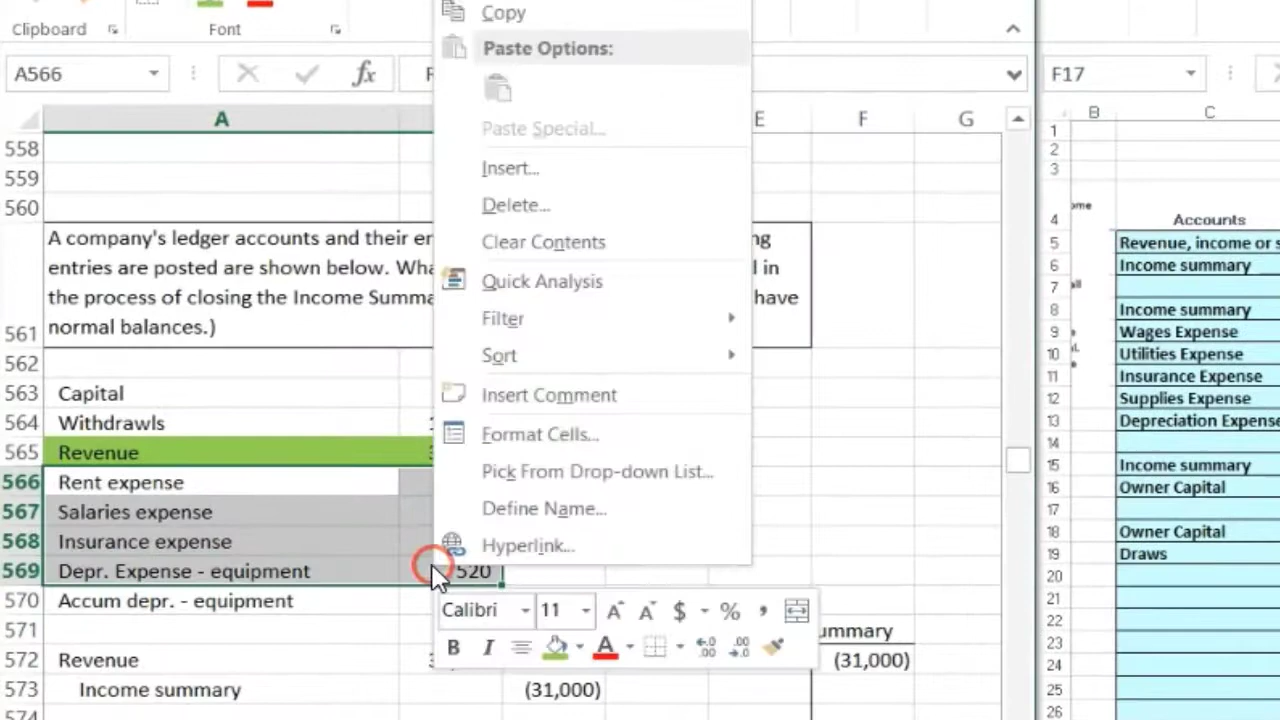 Copy
Clipboard
Font
Paste Options:
A566
fx
F17
Paste Special...
A
E
F
G
B
C
Insert...
Delete...
Clear Contents
Quick Analysis
Filter
Sort
Insert Comment
Format Cells...
Pick From Drop-down List...
Define Name...
Hyperlink...
558
559
560
A company's ledger accounts and their
entries are posted are shown below.
the process of closing the Income
have
normal balances.)
561
562
563 Capital
564 Withdrawls
565 Revenue
566 Rent expense
567 Salaries expense
568 Insurance expense
569 Depr. Expense - equipment 520
570 Accum depr. - equipment
571
572 Revenue (31,000)
573 Income summary (31,000)
574
Calibri 11 A A $ % ,
B I A
1
2
3
4 Accounts
5 Revenue, income or
6 Income summary
7
8 Income summary
9 Wages Expense
10 Utilities Expense
11 Insurance Expense
12 Supplies Expense
13 Depreciation Expense
14
15 Income summary
16 Owner Capital
17
18 Owner Capital
19 Draws
20
21
22
23
24
25
26